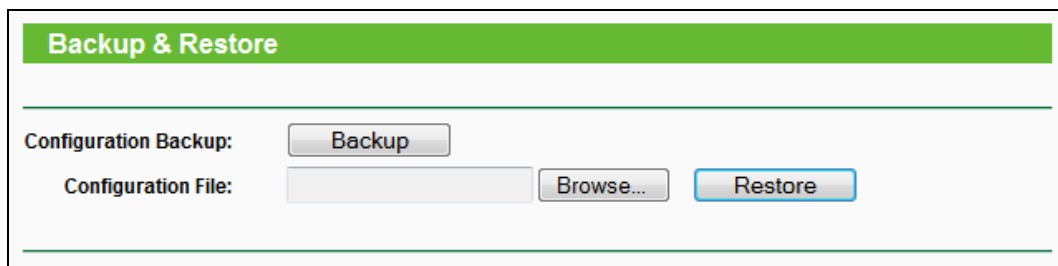 Backup & Restore
Configuration Backup: Backup
Configuration File: Browse... Restore